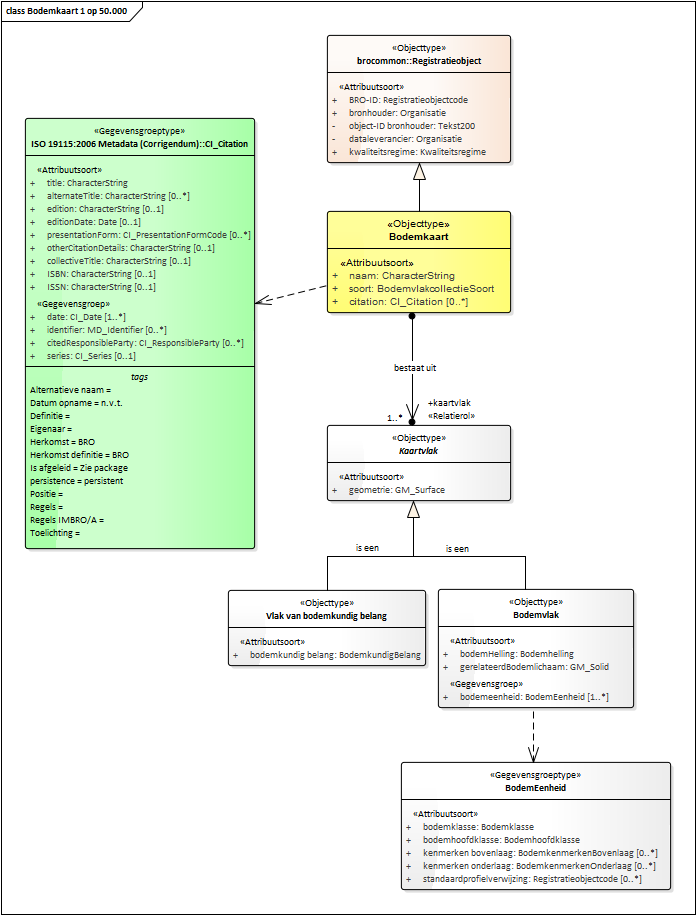 class Bodemkaart 1 op 50.000
«Objecttype»
brocommon::Registratieobject
«Attribuutsoort»
+ BRO-ID: Registratieobjectcode
+ bronhouder: Organisatie
- object-ID bronhouder: Tekst200
- dataleverancier: Organisatie
+ kwaliteitsregime: Kwaliteitsregime
«Gegevensgroeptype»
ISO 19115:2006 Metadata (Corrigendum)::CI_Citation
«Attribuutsoort»
+ title: CharacterString
+ alternateTitle: CharacterString [0..*]
+ edition: CharacterString [0..1]
+ editionDate: Date [0..1]
+ presentationForm: CI_PresentationFormCode [0..*]
+ otherCitationDetails: CharacterString [0..1]
+ collectiveTitle: CharacterString [0..1]
+ ISBN: CharacterString [0..1]
+ ISSN: CharacterString [0..1]
«Gegevensgroep»
+ date: CI_Date [1..*]
+ identifier: MD_Identifier [0..*]
+ citedResponsibleParty: CI_ResponsibleParty [0..*]
+ series: CI_Series [0..1]
tags
Alternatieve naam =
Datum opname = n.v.t.
Definitie =
Eigenaar =
Herkomst = BRO
Herkomst definitie = BRO
Is afgeleid = Zie package
persistence = persistent
Positie =
Regels =
Regels IMBRO/A =
Toelichting =
«Objecttype»
Bodemkaart
«Attribuutsoort»
+ naam: CharacterString
+ soort: BodemvlakcollectieSoort
+ citation: CI_Citation [0..*]
bestaat uit
+kaartvlak
1..* «Relatierol»
«Objecttype»
Kaartvlak
«Attribuutsoort»
+ geometrie: GM_Surface
is een is een
«Objecttype»
Vlak van bodemkundig belang
«Attribuutsoort»
+ bodemkundig belang: BodemkundigBelang
«Objecttype»
Bodemvlak
«Attribuutsoort»
+ bodemHelling: Bodemhelling
+ gerelateerdBodemlichaam: GM_Solid
«Gegevensgroep»
+ bodemeenheid: BodemEenheid [1..*]
«Gegevensgroeptype»
BodemEenheid
«Attribuutsoort»
+ bodemklasse: Bodemklasse
+ bodemhoofdklasse: Bodemhoofdklasse
+ kenmerken bovenlaag: BodemkenmerkenBovenlaag [0..*]
+ kenmerken onderlaag: BodemkenmerkenOnderlaag [0..*]
+ standaardprofielverwijzing: Registratieobjectcode [0..*]